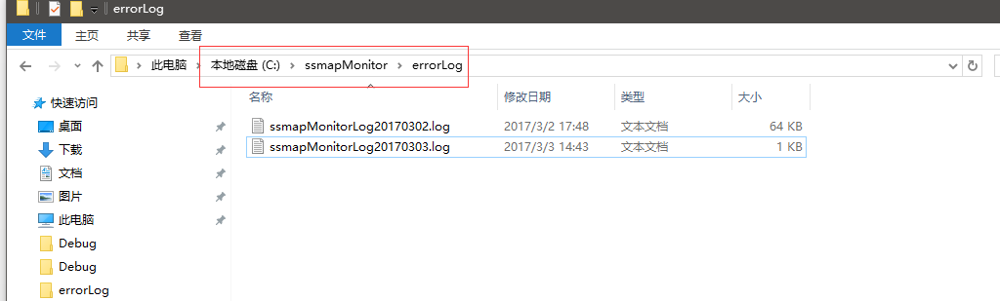 errorLog
文件 主页 共享 查看
此电脑 本地磁盘 (C:) ssmapMonitor errorLog
快速访问
桌面
下载
文档
图片
此电脑
Debug
Debug
errorLog
名称 修改日期 类型 大小
ssmapMonitorLog20170302.log 2017/3/2 17:48 文本文档 64 KB
ssmapMonitorLog20170303.log 2017/3/3 14:43 文本文档 1 KB